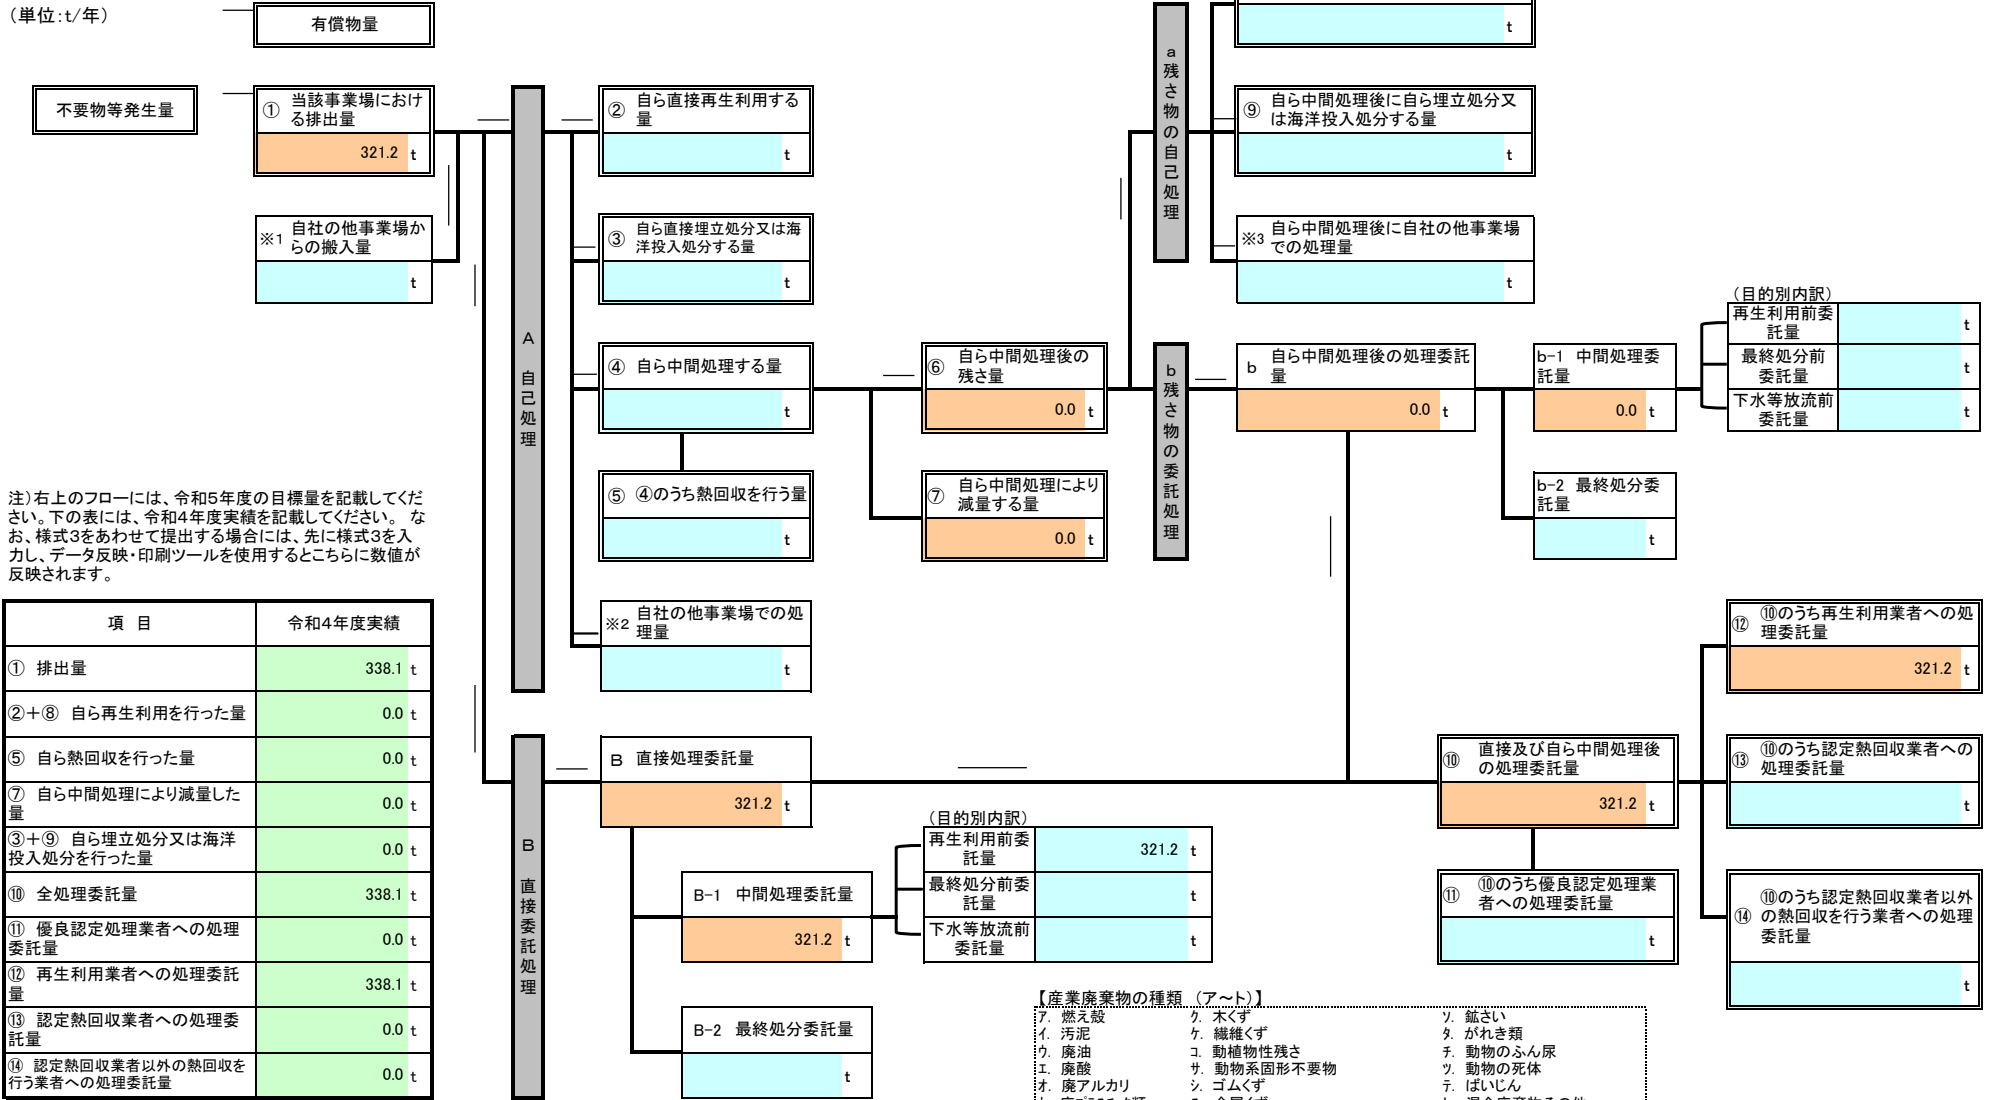 （単位:t/年）
有償物量
不要物等発生量
① 当該事業場におけ
る排出量
321.2 t
※1 自社の他事業場か
らの搬入量
t
A 自己処理
② 自ら直接再生利用する
量
t
③ 自ら直接埋立処分又は海
洋投入処分する量
t
④ 自ら中間処理する量
t
⑤ ④のうち熱回収を行う量
t
※2 自社の他事業場での処
理量
t
⑥ 自ら中間処理後の
残さ量
0.0 t
⑦ 自ら中間処理により
減量する量
0.0 t
a 残さ物の自己処理
t
⑨ 自ら中間処理後に自ら埋立処分又
は海洋投入処分する量
t
※3 自ら中間処理後に自社の他事業場
での処理量
t
b 残さ物の委託処理
b 自ら中間処理後の処理委託
量
0.0 t
b-1 中間処理委
託量
0.0 t
b-2 最終処分委
託量
t
（目的別内訳）
再生利用前委
託量
t
最終処分前
委託量
t
下水等放流前
委託量
t
注）右上のフローには、令和5年度の目標量を記載してくだ
さい。下の表には、令和4年度実績を記載してください。 な
お、様式3をあわせて提出する場合には、先に様式3を入
力し、データ反映・印刷ツールを使用するとこちらに数値が
反映されます。
項 目 令和4年度実績
① 排出量 338.1 t
②＋⑧ 自ら再生利用を行った量 0.0 t
⑤ 自ら熱回収を行った量 0.0 t
⑦ 自ら中間処理により減量した
量 0.0 t
③＋⑨ 自ら埋立処分又は海洋
投入処分を行った量 0.0 t
⑩ 全処理委託量 338.1 t
⑪ 優良認定処理業者への処理
委託量 0.0 t
⑫ 再生利用業者への処理委託
量 338.1 t
⑬ 認定熱回収業者への処理委
託量 0.0 t
⑭ 認定熱回収業者以外の熱回収を
行う業者への処理委託量 0.0 t
B 直接委託処理
B 直接処理委託量
321.2 t
B-1 中間処理委託量
321.2 t
B-2 最終処分委託量
t
（目的別内訳）
再生利用前委
託量
321.2 t
最終処分前委
託量
t
下水等放流前
委託量
t
⑩ 直接及び自ら中間処理後
の処理委託量
321.2 t
⑪ ⑩のうち優良認定処理業
者への処理委託量
t
⑫ ⑩のうち再生利用業者への処
理委託量
321.2 t
⑬ ⑩のうち認定熱回収業者への
処理委託量
t
⑭ ⑩のうち認定熱回収業者以外
の熱回収を行う業者への処理
委託量
t
【産業廃棄物の種類 （ア～ト）】
ア. 燃え殻 ク. 木くず ソ. 鉱さい
イ. 汚泥 ケ. 繊維くず タ. がれき類
ウ. 廃油 コ. 動植物性残さ チ. 動物のふん尿
エ. 廃酸 サ. 動物系固形不要物 ツ. 動物の死体
オ. 廃アルカリ シ. ゴムくず テ. ばいじん